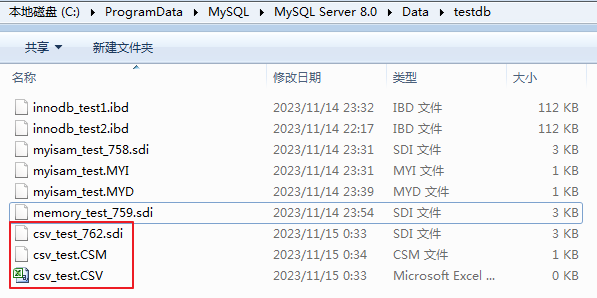 本地磁盘 (C:) ▸ ProgramData ▸ MySQL ▸ MySQL Server 8.0 ▸ Data ▸ testdb
共享 新建文件夹
名称 修改日期 类型 大小
innodb_test1.ibd 2023/11/14 23:32 IBD 文件 112 KB
innodb_test2.ibd 2023/11/14 22:17 IBD 文件 112 KB
myisam_test_758.sdi 2023/11/14 23:31 SDI 文件 3 KB
myisam_test.MYI 2023/11/14 23:31 MYI 文件 1 KB
myisam_test.MYD 2023/11/14 23:39 MYD 文件 1 KB
memory_test_759.sdi 2023/11/14 23:54 SDI 文件 3 KB
csv_test_762.sdi 2023/11/15 0:33 SDI 文件 3 KB
csv_test.CSM 2023/11/15 0:34 CSM 文件 1 KB
csv_test.CSV 2023/11/15 0:33 Microsoft Excel ... 0 KB